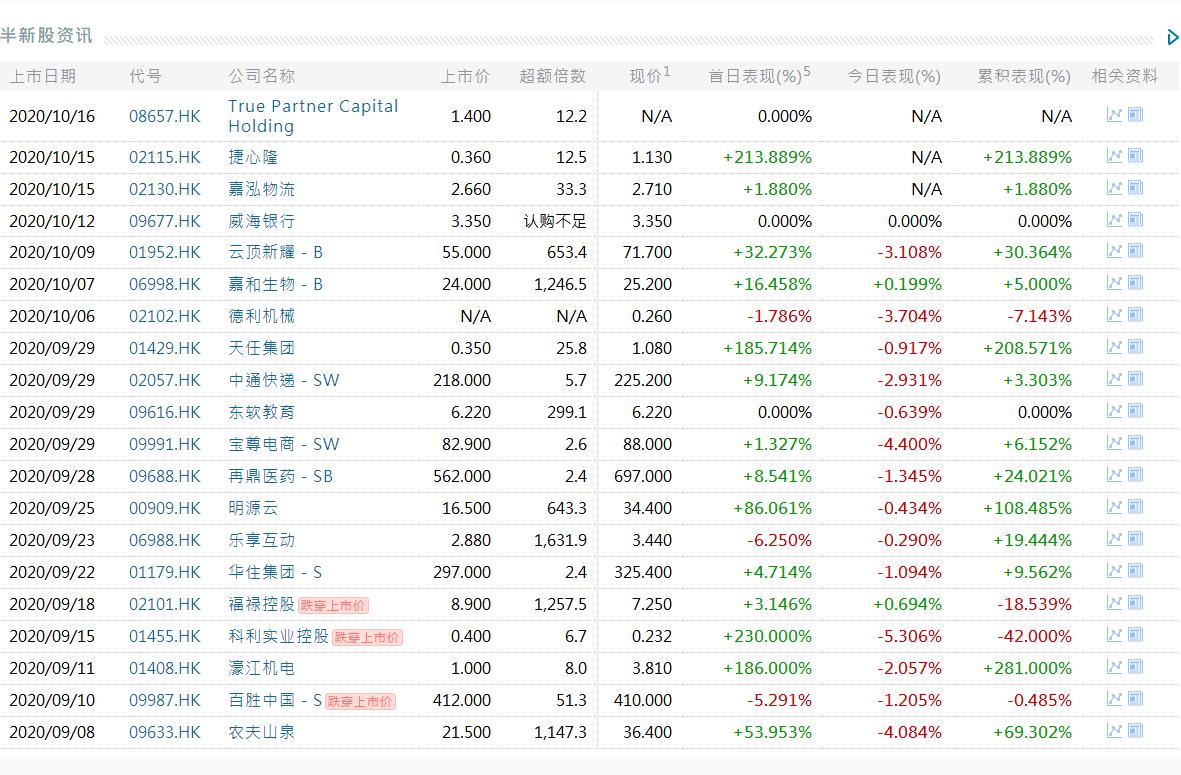 半新股资讯
上市日期 代号 公司名称 上市价 超额倍数 现价1 首日表现(%)5 今日表现(%) 累积表现(%) 相关资料
2020/10/16 08657.HK True Partner Capital Holding 1.400 12.2 N/A 0.000% N/A N/A
2020/10/15 02115.HK 捷心隆 0.360 12.5 1.130 +213.889% N/A +213.889%
2020/10/15 02130.HK 嘉泓物流 2.660 33.3 2.710 +1.880% N/A +1.880%
2020/10/12 09677.HK 威海银行 3.350 认购不足 3.350 0.000% 0.000% 0.000%
2020/10/09 01952.HK 云顶新耀 - B 55.000 653.4 71.700 +32.273% -3.108% +30.364%
2020/10/07 06998.HK 嘉和生物 - B 24.000 1,246.5 25.200 +16.458% +0.199% +5.000%
2020/10/06 02102.HK 德利机械 N/A N/A 0.260 -1.786% -3.704% -7.143%
2020/09/29 01429.HK 天任集团 0.350 25.8 1.080 +185.714% -0.917% +208.571%
2020/09/29 02057.HK 中通快递 - SW 218.000 5.7 225.200 +9.174% -2.931% +3.303%
2020/09/29 09616.HK 东软教育 6.220 299.1 6.220 0.000% -0.639% 0.000%
2020/09/29 09991.HK 宝尊电商 - SW 82.900 2.6 88.000 +1.327% -4.400% +6.152%
2020/09/28 09688.HK 再鼎医药 - SB 562.000 2.4 697.000 +8.541% -1.345% +24.021%
2020/09/25 00909.HK 明源云 16.500 643.3 34.400 +86.061% -0.434% +108.485%
2020/09/23 06988.HK 乐享互动 2.880 1,631.9 3.440 -6.250% -0.290% +19.444%
2020/09/22 01179.HK 华住集团 - S 297.000 2.4 325.400 +4.714% -1.094% +9.562%
2020/09/18 02101.HK 福禄控股 跌穿上市价 8.900 1,257.5 7.250 +3.146% +0.694% -18.539%
2020/09/15 01455.HK 科利实业控股 跌穿上市价 0.400 6.7 0.232 +230.000% -5.306% -42.000%
2020/09/11 01408.HK 濠江机电 1.000 8.0 3.810 +186.000% -2.057% +281.000%
2020/09/10 09987.HK 百胜中国 - S 跌穿上市价 412.000 51.3 410.000 -5.291% -1.205% -0.485%
2020/09/08 09633.HK 农夫山泉 21.500 1,147.3 36.400 +53.953% -4.084% +69.302%